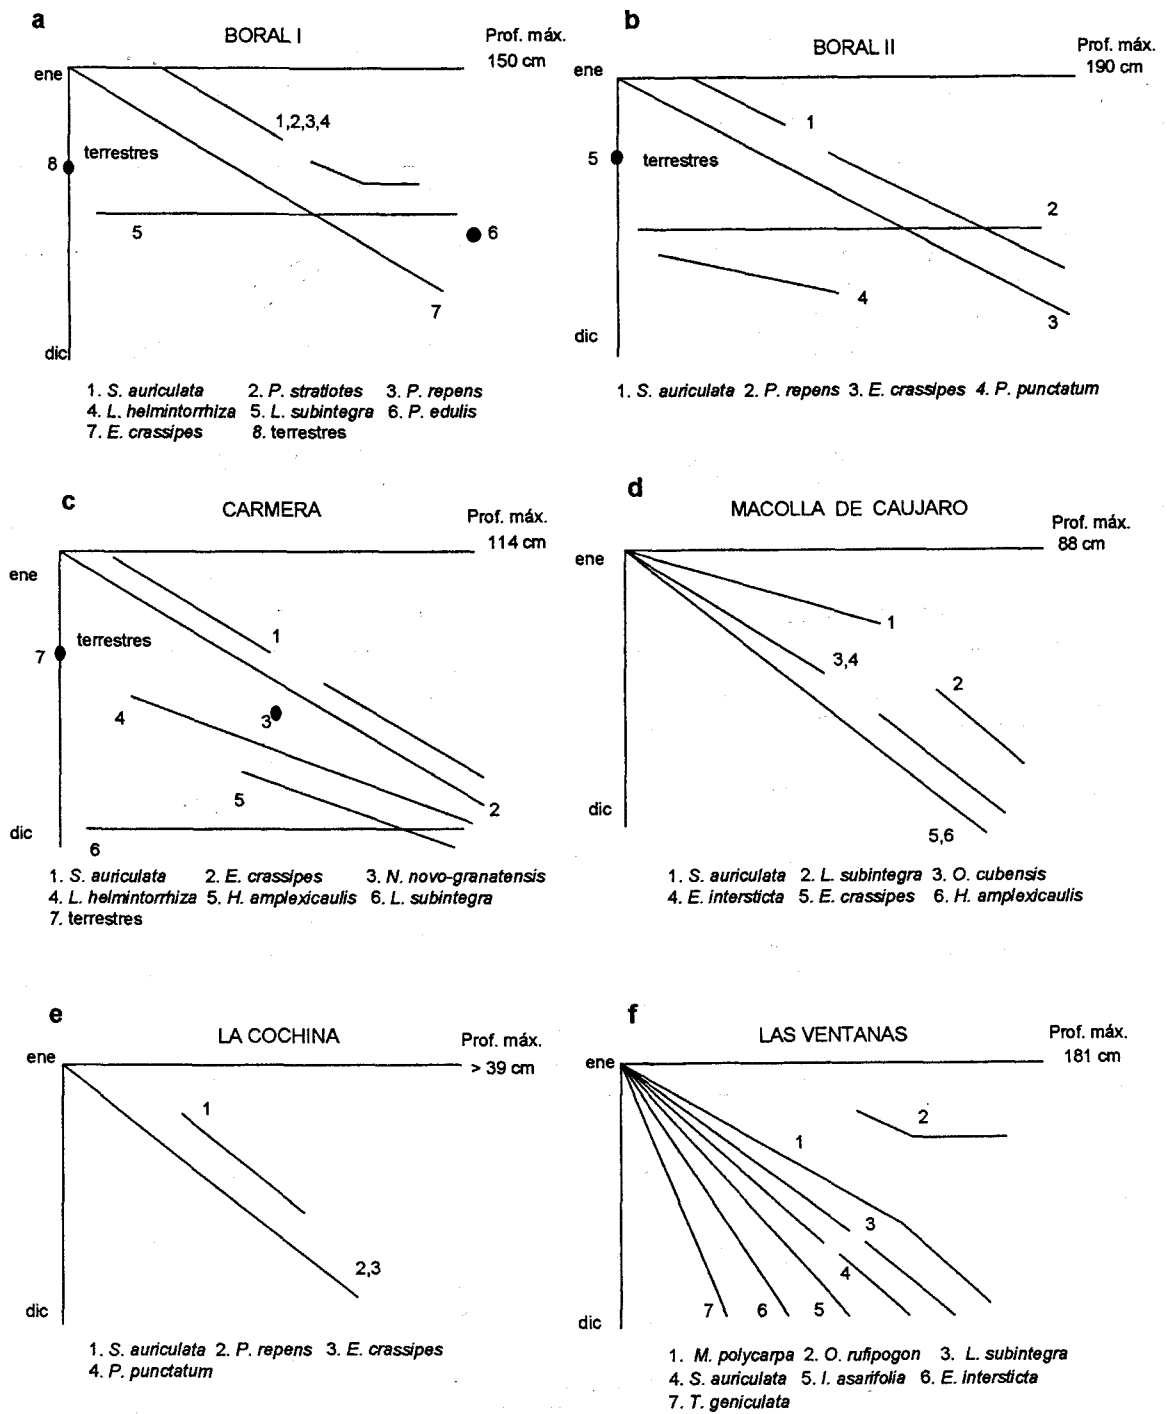 a
BORAL I
Prof. máx.
150 cm
ene
1,2,3,4
8
terrestres
5
6
7
dic
1. S. auriculata 2. P. stratiotes 3. P. repens
4. L. helmintorrhiza 5. L. subintegra 6. P. edulis
7. E. crassipes 8. terrestres
b
BORAL II
Prof. máx.
190 cm
ene
1
5
terrestres
2
4
3
dic
1. S. auriculata 2. P. repens 3. E. crassipes 4. P. punctatum
c
CARMERA
Prof. máx.
114 cm
ene
1
7
terrestres
4
3
5
2
dic
6
1. S. auriculata 2. E. crassipes 3. N. novo-granatensis
4. L. helmintorrhiza 5. H. amplexicaulis 6. L. subintegra
7. terrestres
d
MACOLLA DE CAUJARO
Prof. máx.
88 cm
ene
1
3,4
2
dic
5,6
1. S. auriculata 2. L. subintegra 3. O. cubensis
4. E. intersticta 5. E. crassipes 6. H. amplexicaulis
e
LA COCHINA
Prof. máx.
> 39 cm
ene
1
2,3
dic
1. S. auriculata 2. P. repens 3. E. crassipes
4. P. punctatum
f
LAS VENTANAS
Prof. máx.
181 cm
ene
2
1
3
4
7
6
5
dic
1. M. polycarpa 2. O. rufipogon 3. L. subintegra
4. S. auriculata 5. I. asarifolia 6. E. intersticta
7. T. geniculata